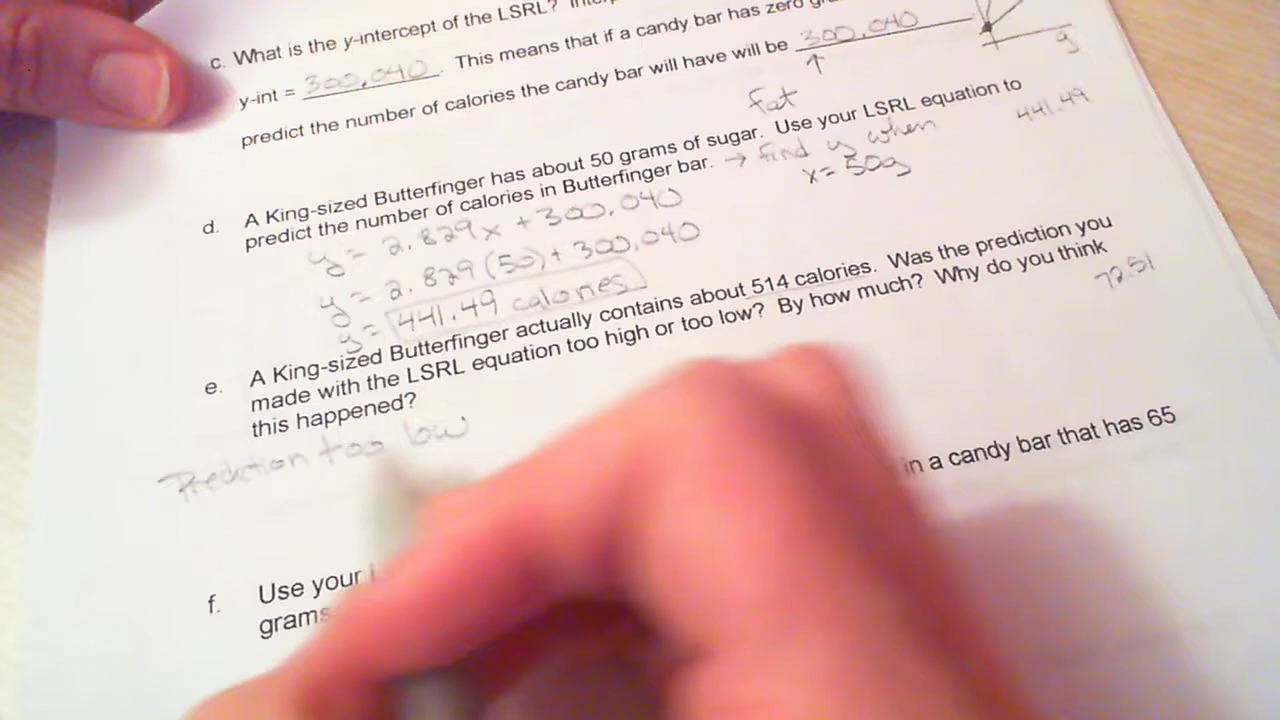 c. What is the y-intercept of the LSRL?
y-int = 300,040. This means that if a candy bar has zero
predict the number of calories the candy bar will have will be 300,040
g
fat
d. A King-sized Butterfinger has about 50 grams of sugar. Use your LSRL equation to
predict the number of calories in Butterfinger bar. → find y when
x = 50g
441.49
y = 2.829x + 300.040
y = 2.829(50) + 300,040
y = 441.49 calories
e. A King-sized Butterfinger actually contains about 514 calories. Was the prediction you
made with the LSRL equation too high or too low? By how much? Why do you think
this happened?
72.51
Prediction too low
f. Use your in a candy bar that has 65
grams